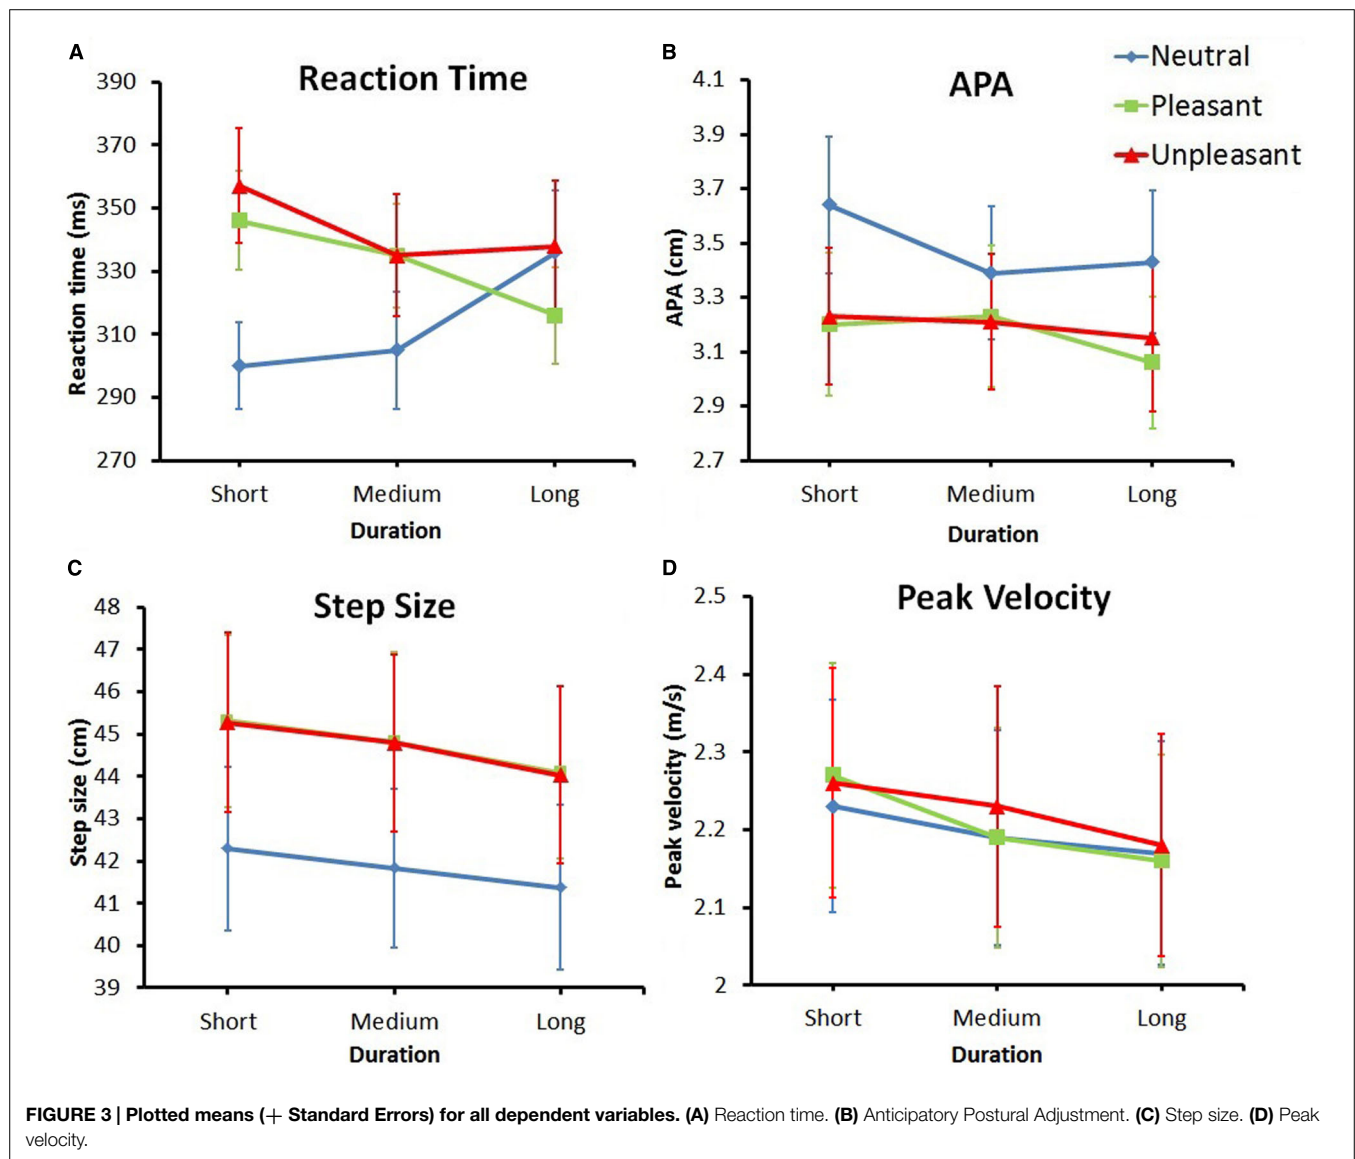 A
Reaction Time
390
370
350
330
310
290
270
Reaction time (ms)
Short Medium Long
Duration
B
APA
Neutral
Pleasant
Unpleasant
4.1
3.9
3.7
3.5
3.3
3.1
2.9
2.7
APA (cm)
Short Medium Long
Duration
C
Step Size
48
47
46
45
44
43
42
41
40
39
Step size (cm)
Short Medium Long
Duration
D
Peak Velocity
2.5
2.4
2.3
2.2
2.1
2
Peak velocity (m/s)
Short Medium Long
Duration
FIGURE 3 | Plotted means (+ Standard Errors) for all dependent variables. (A) Reaction time. (B) Anticipatory Postural Adjustment. (C) Step size. (D) Peak
velocity.